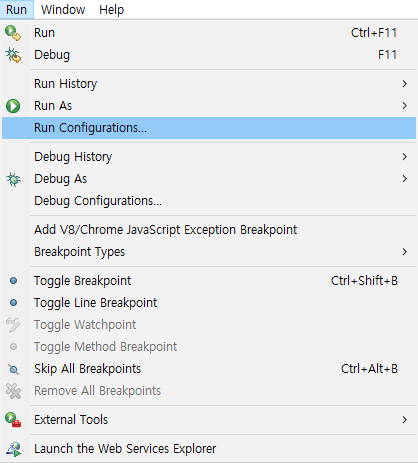 Run Window Help
Run Ctrl+F11
Debug F11
Run History
Run As
Run Configurations...
Debug History
Debug As
Debug Configurations...
Add V8/Chrome JavaScript Exception Breakpoint
Breakpoint Types
Toggle Breakpoint Ctrl+Shift+B
Toggle Line Breakpoint
Toggle Watchpoint
Toggle Method Breakpoint
Skip All Breakpoints Ctrl+Alt+B
Remove All Breakpoints
External Tools
Launch the Web Services Explorer